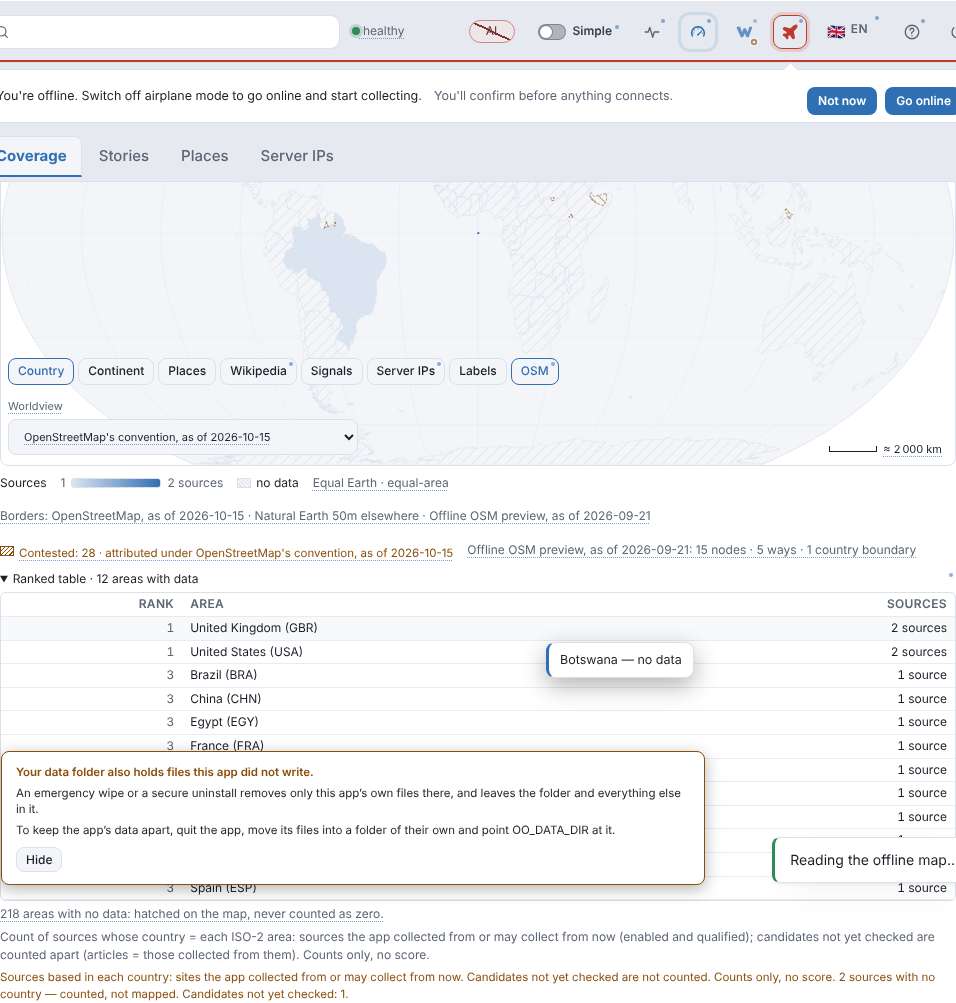 healthy
AI
Simple
W
EN
You're offline. Switch off airplane mode to go online and start collecting. You'll confirm before anything connects.
Not now
Go online
Coverage
Stories
Places
Server IPs
Country
Continent
Places
Wikipedia
Signals
Server IPs
Labels
OSM
Worldview
OpenStreetMap's convention, as of 2026-10-15
≈ 2 000 km
Sources 1 2 sources no data Equal Earth · equal-area
Borders: OpenStreetMap, as of 2026-10-15 · Natural Earth 50m elsewhere · Offline OSM preview, as of 2026-09-21
Contested: 28 · attributed under OpenStreetMap's convention, as of 2026-10-15 Offline OSM preview, as of 2026-09-21: 15 nodes · 5 ways · 1 country boundary
▼ Ranked table · 12 areas with data
RANK AREA SOURCES
1 United Kingdom (GBR) 2 sources
1 United States (USA) 2 sources
Botswana — no data
3 Brazil (BRA) 1 source
3 China (CHN) 1 source
3 Egypt (EGY) 1 source
3 France (FRA) 1 source
1 source
1 source
1 source
Your data folder also holds files this app did not write.
An emergency wipe or a secure uninstall removes only this app's own files there, and leaves the folder and everything else
in it.
To keep the app's data apart, quit the app, move its files into a folder of their own and point OO_DATA_DIR at it.
Hide
Reading the offline map...
3 Spain (ESP) 1 source
218 areas with no data: hatched on the map, never counted as zero.
Count of sources whose country = each ISO-2 area: sources the app collected from or may collect from now (enabled and qualified); candidates not yet checked are
counted apart (articles = those collected from them). Counts only, no score.
Sources based in each country: sites the app collected from or may collect from now. Candidates not yet checked are not counted. Counts only, no score. 2 sources with no
country — counted, not mapped. Candidates not yet checked: 1.